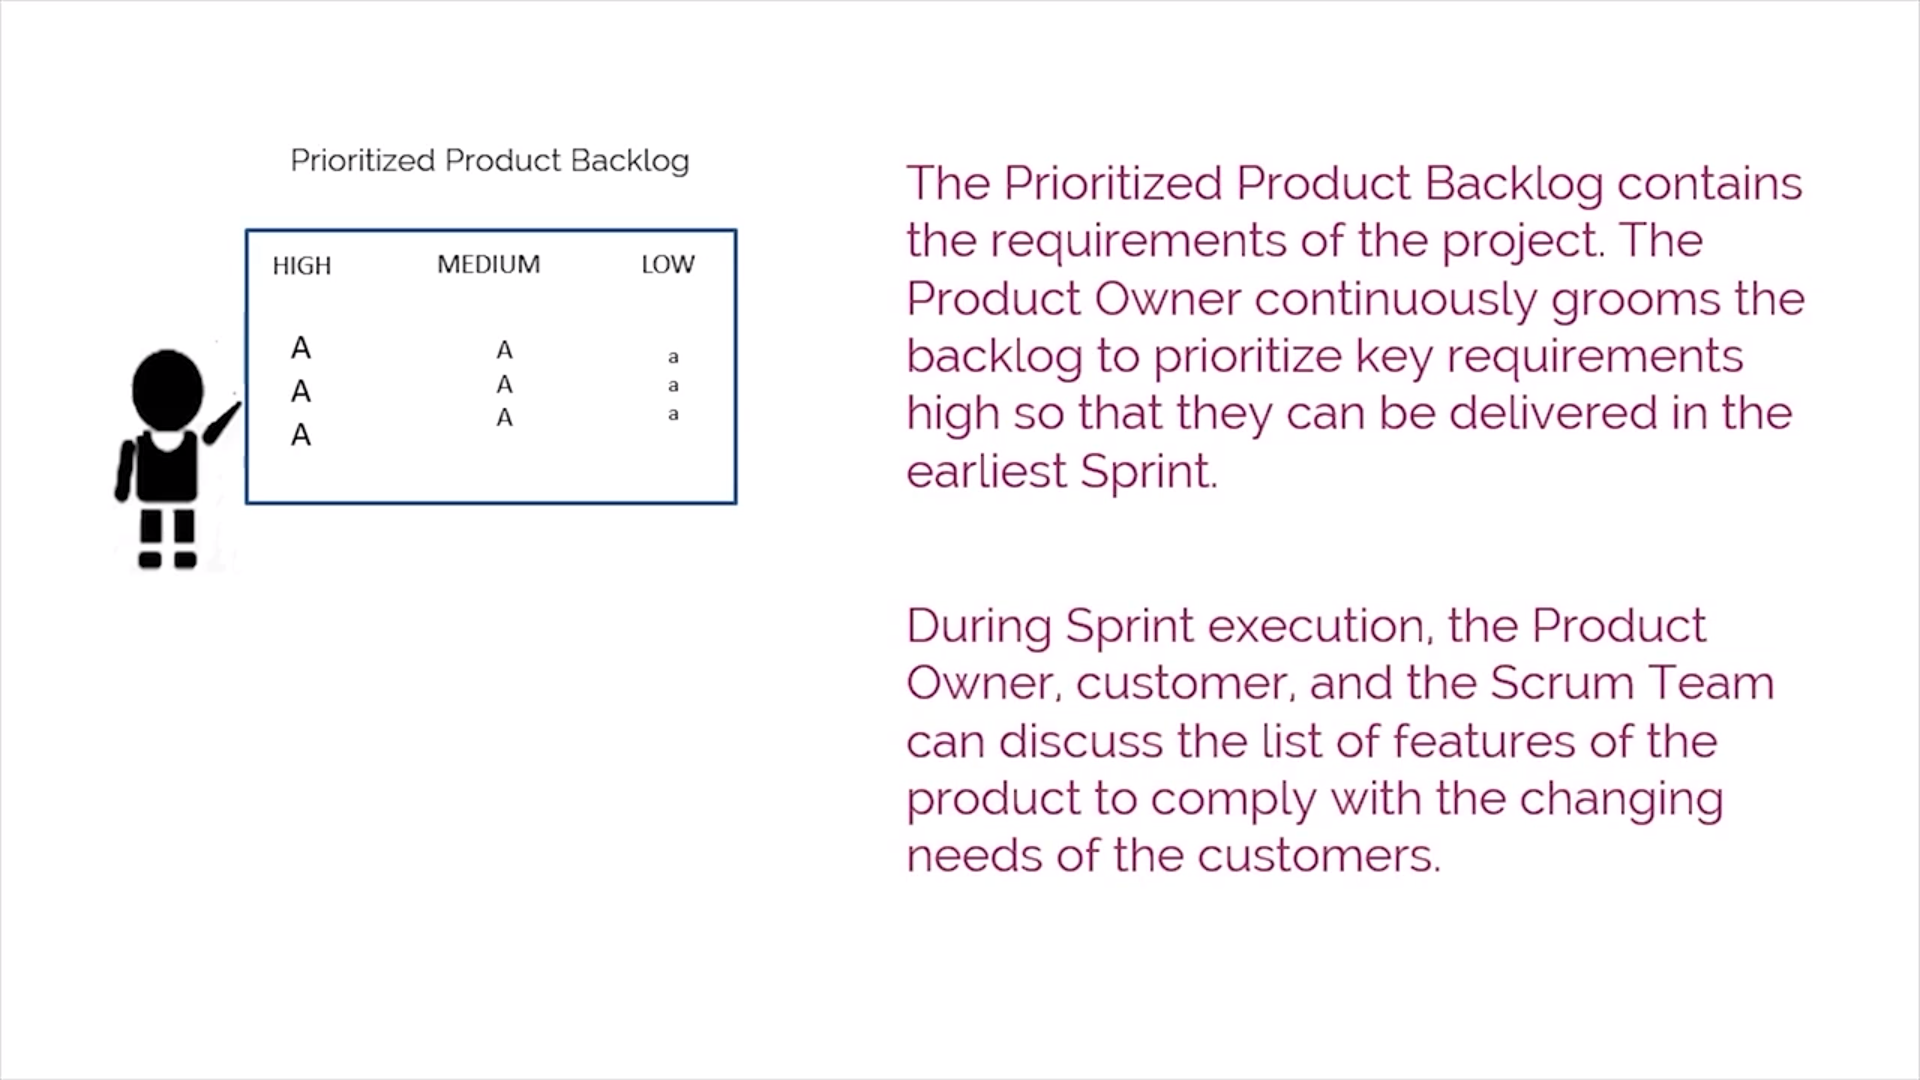 Prioritized Product Backlog
HIGH MEDIUM LOW
A A a
A A a
A A a
The Prioritized Product Backlog contains
the requirements of the project. The
Product Owner continuously grooms the
backlog to prioritize key requirements
high so that they can be delivered in the
earliest Sprint.
During Sprint execution, the Product
Owner, customer, and the Scrum Team
can discuss the list of features of the
product to comply with the changing
needs of the customers.